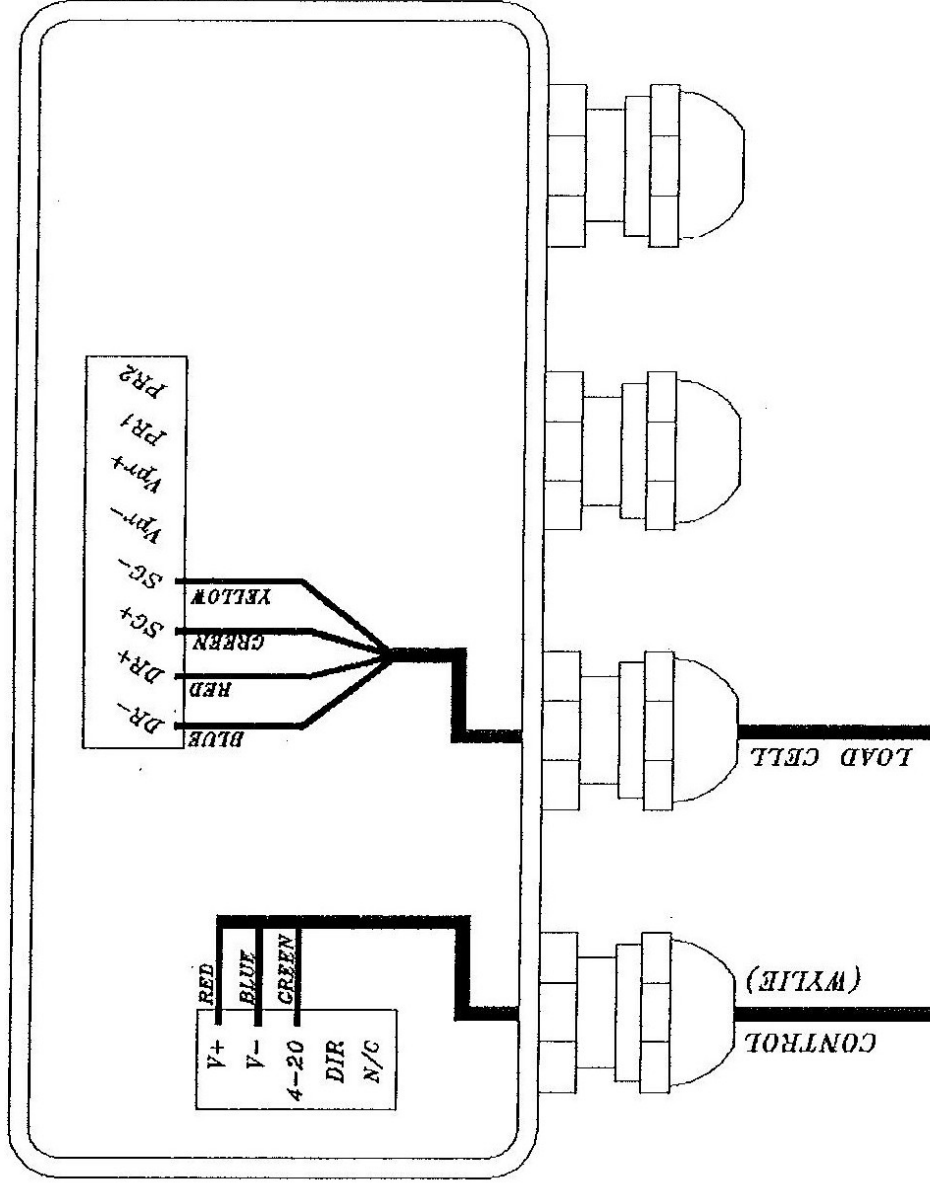 PR2
PR1
Vpr+
Vpr-
SG-
SG+
DR+
DR-
YELLOW
GREEN
RED
BLUE
LOAD CELL
RED
BLUE
GREEN
V+
V-
4-20
DIR
N/C
(WYLIE)
CONTROL